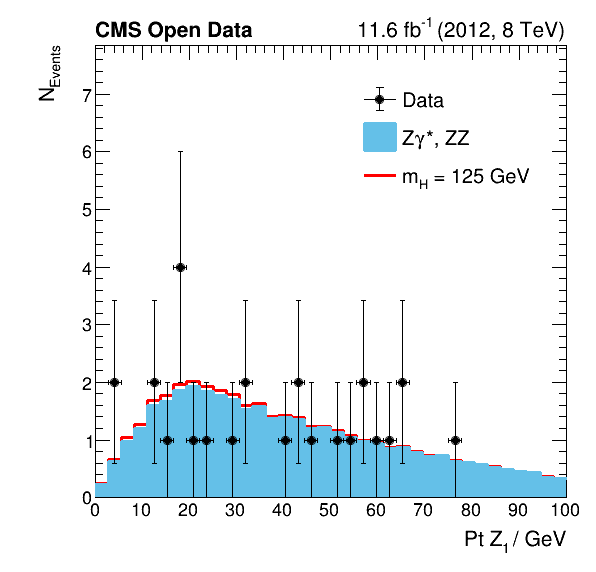 CMS Open Data 11.6 fb-1 (2012, 8 TeV)
NEvents
Data
Zγ*, ZZ
mH = 125 GeV
7
6
5
4
3
2
1
0
0 10 20 30 40 50 60 70 80 90 100
Pt Z1 / GeV